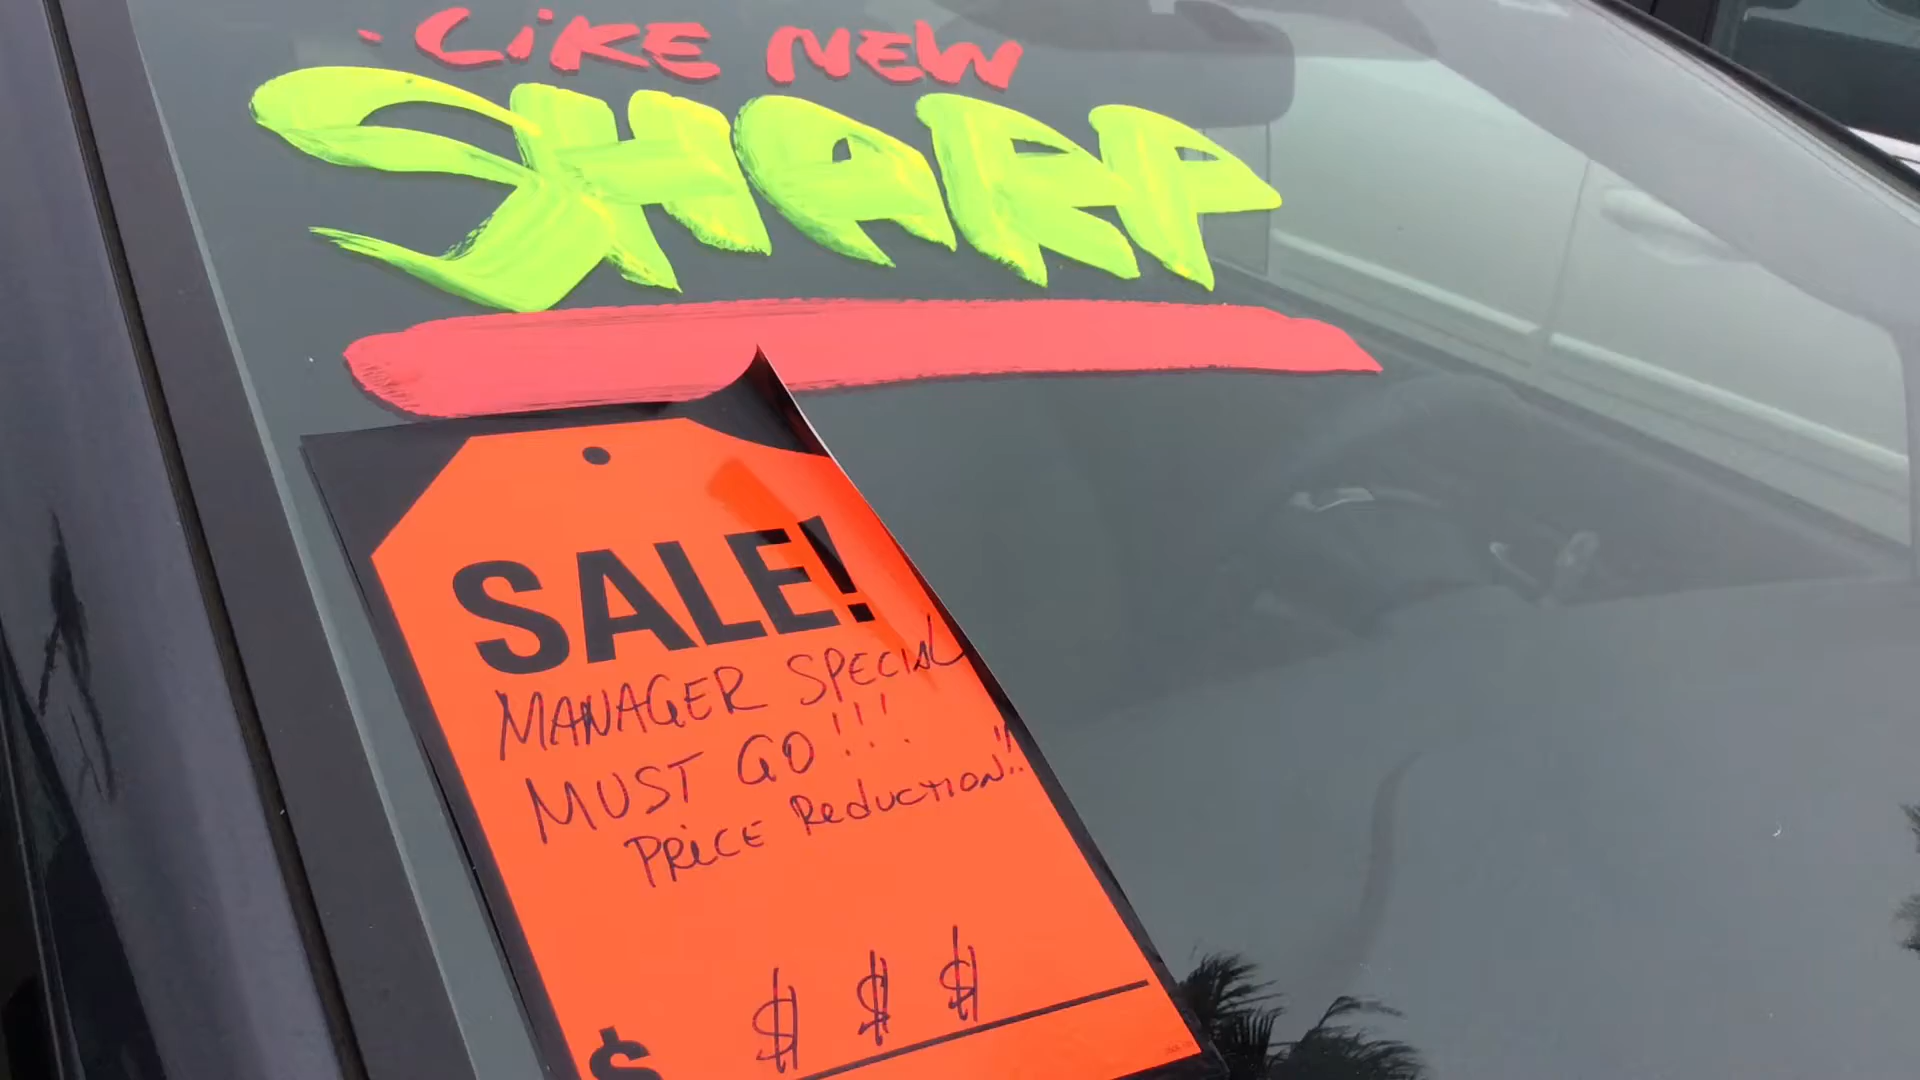 LiKE NEW
SHARP
SALE!
MANAGER SPECIAL
MUST GO!!!
PRiCE ReducTION!!
$ $ $
$